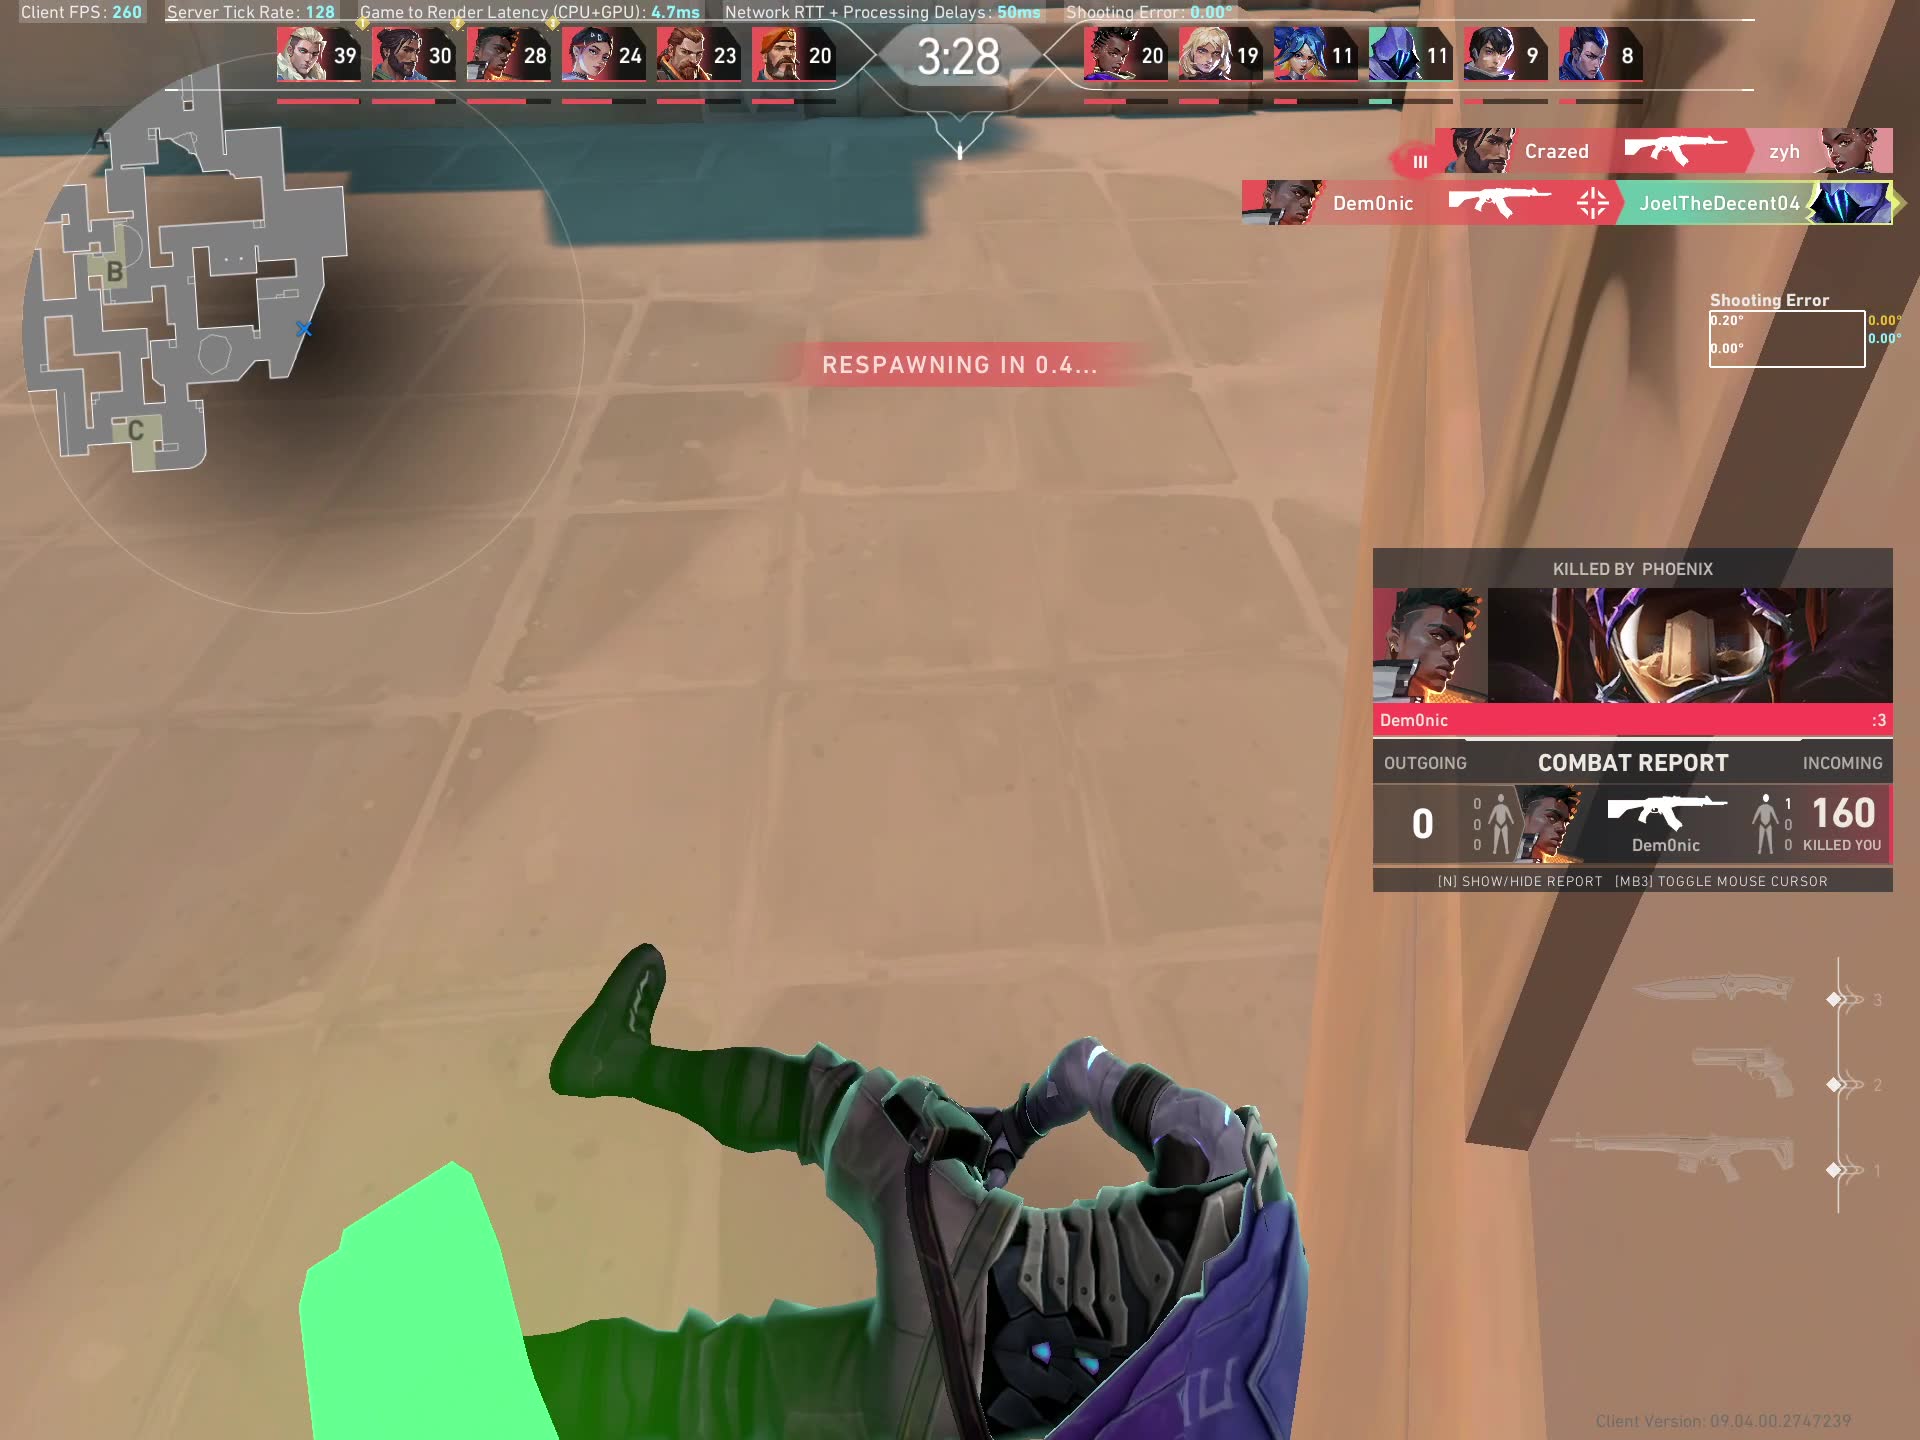 Client FPS: 260 Server Tick Rate: 128 Game to Render Latency (CPU+GPU): 4.7ms Network RTT + Processing Delays: 50ms Shooting Error: 0.00°
39 30 28 24 23 20 3:28 20 19 11 11 9 8
A
B
C
III Crazed zyh
Dem0nic JoelTheDecent04
Shooting Error
0.20° 0.00°
0.00° 0.00°
RESPAWNING IN 0.4...
KILLED BY PHOENIX
Dem0nic :3
OUTGOING COMBAT REPORT INCOMING
0 0 0 0 Dem0nic 1 0 0 160 KILLED YOU
[N] SHOW/HIDE REPORT [MB3] TOGGLE MOUSE CURSOR
3
2
1
Client Version: 09.04.00.2747239